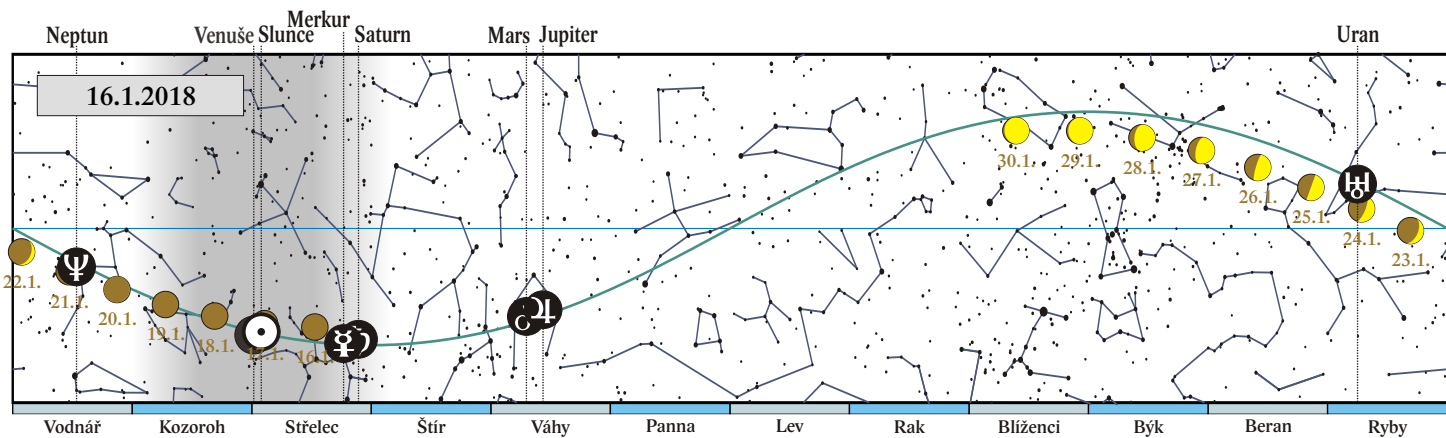 Merkur
Neptun Venuše Slunce Saturn Mars Jupiter Uran
16.1.2018
30.1. 29.1. 28.1. 27.1. 26.1. 25.1. 24.1. 23.1.
22.1. 21.1. 20.1. 19.1. 18.1. 17.1. 16.1.
Vodnář Kozoroh Střelec Štír Váhy Panna Lev Rak Blíženci Býk Beran Ryby